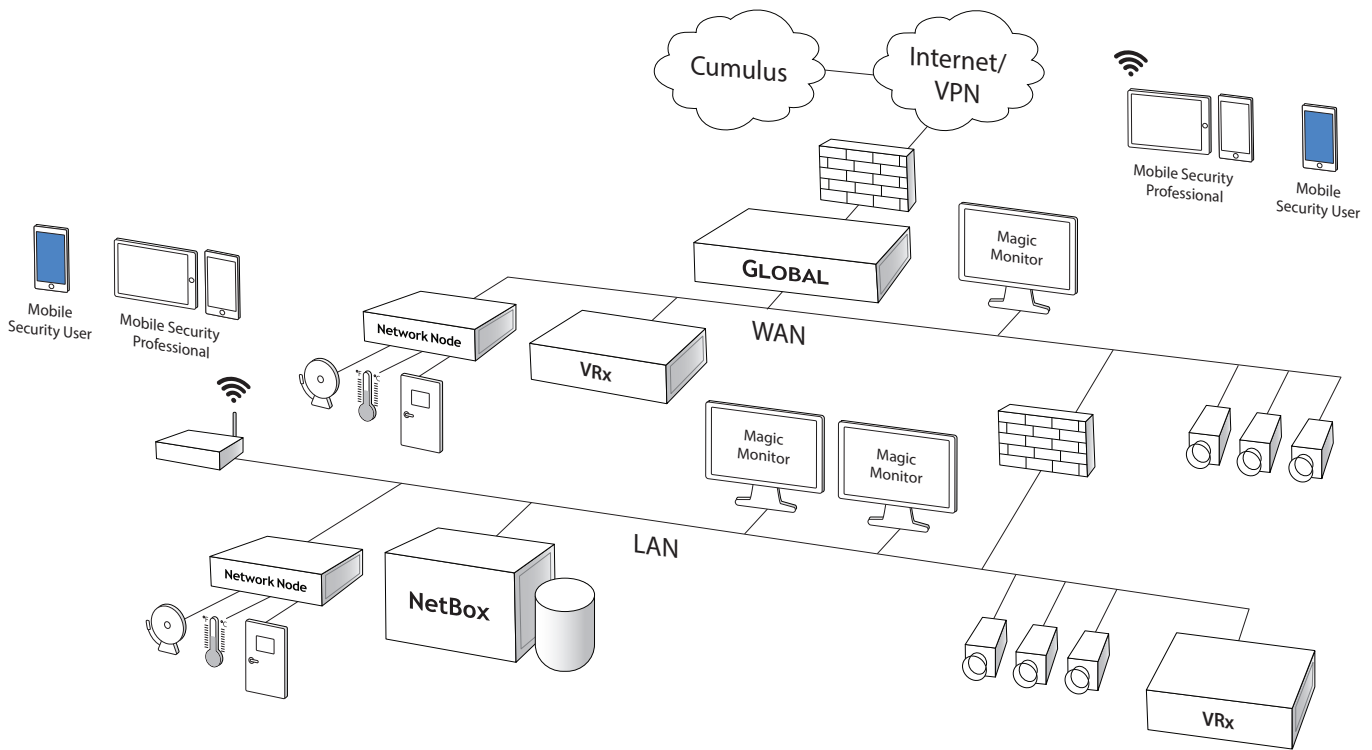 Cumulus
Internet/
VPN
Mobile Security
Professional
Mobile
Security User
Magic
Monitor
GLOBAL
Mobile
Security User
Mobile Security
Professional
Network Node
WAN
VRx
°F
°C
Magic
Monitor
Magic
Monitor
LAN
Network Node
NetBox
°F
°C
VRx